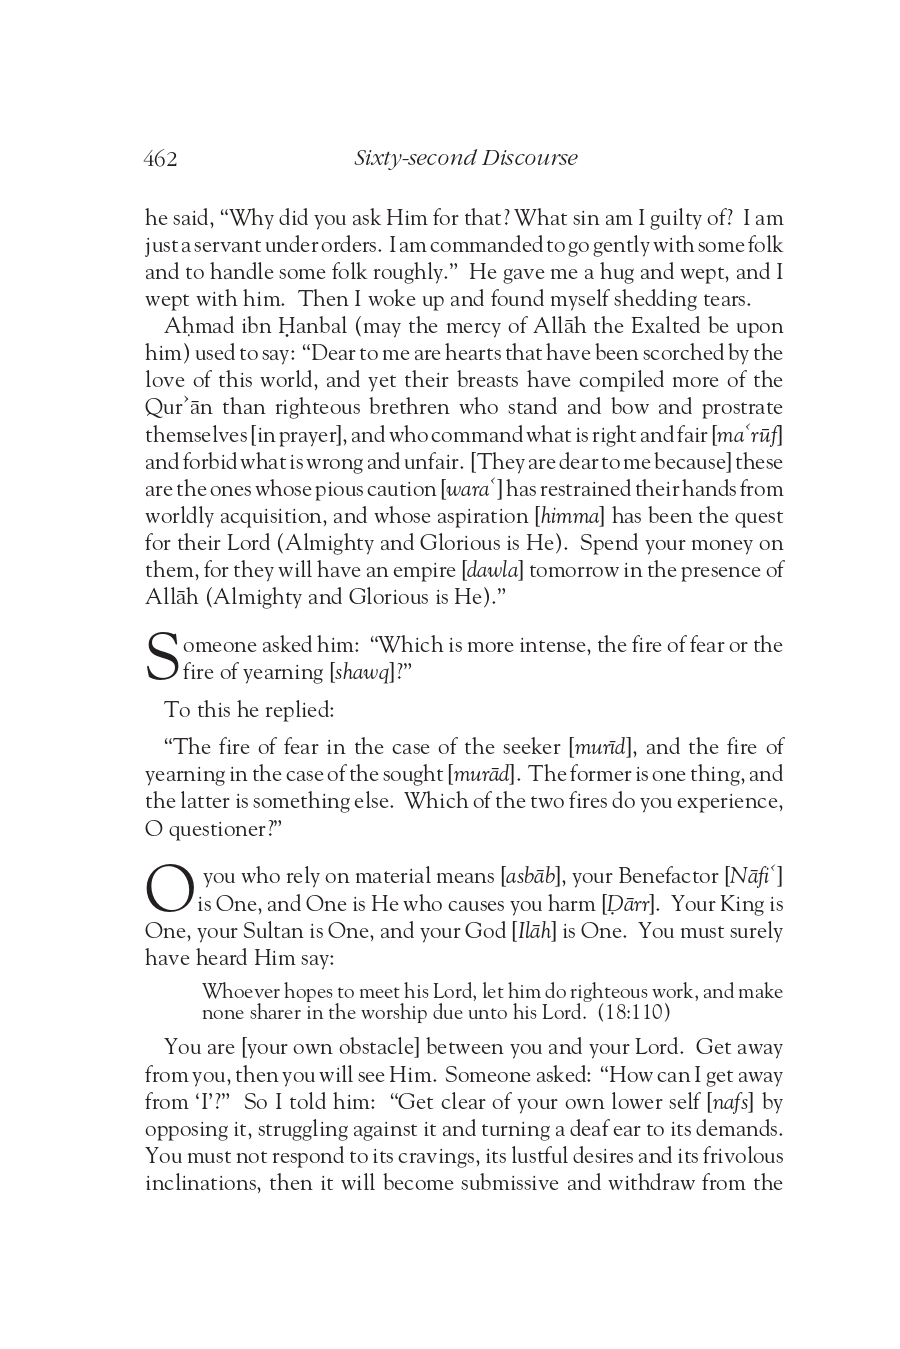 462 Sixty-second Discourse
he said, “Why did you ask Him for that? What sin am I guilty of? I am
just a servant under orders. I am commanded to go gently with some folk
and to handle some folk roughly.” He gave me a hug and wept, and I
wept with him. Then I woke up and found myself shedding tears.
Aḥmad ibn Ḥanbal (may the mercy of Allāh the Exalted be upon
him) used to say: “Dear to me are hearts that have been scorched by the
love of this world, and yet their breasts have compiled more of the
Qurʾān than righteous brethren who stand and bow and prostrate
themselves [in prayer], and who command what is right and fair [maʿrūf]
and forbid what is wrong and unfair. [They are dear to me because] these
are the ones whose pious caution [waraʿ] has restrained their hands from
worldly acquisition, and whose aspiration [himma] has been the quest
for their Lord (Almighty and Glorious is He). Spend your money on
them, for they will have an empire [dawla] tomorrow in the presence of
Allāh (Almighty and Glorious is He).”
Someone asked him: “Which is more intense, the fire of fear or the
fire of yearning [shawq]?”
To this he replied:
“The fire of fear in the case of the seeker [murīd], and the fire of
yearning in the case of the sought [murād]. The former is one thing, and
the latter is something else. Which of the two fires do you experience,
O questioner?”
O you who rely on material means [asbāb], your Benefactor [Nāfiʿ]
is One, and One is He who causes you harm [Ḍārr]. Your King is
One, your Sultan is One, and your God [Ilāh] is One. You must surely
have heard Him say:
Whoever hopes to meet his Lord, let him do righteous work, and make
none sharer in the worship due unto his Lord. (18:110)
You are [your own obstacle] between you and your Lord. Get away
from you, then you will see Him. Someone asked: “How can I get away
from ‘I’?” So I told him: “Get clear of your own lower self [nafs] by
opposing it, struggling against it and turning a deaf ear to its demands.
You must not respond to its cravings, its lustful desires and its frivolous
inclinations, then it will become submissive and withdraw from the